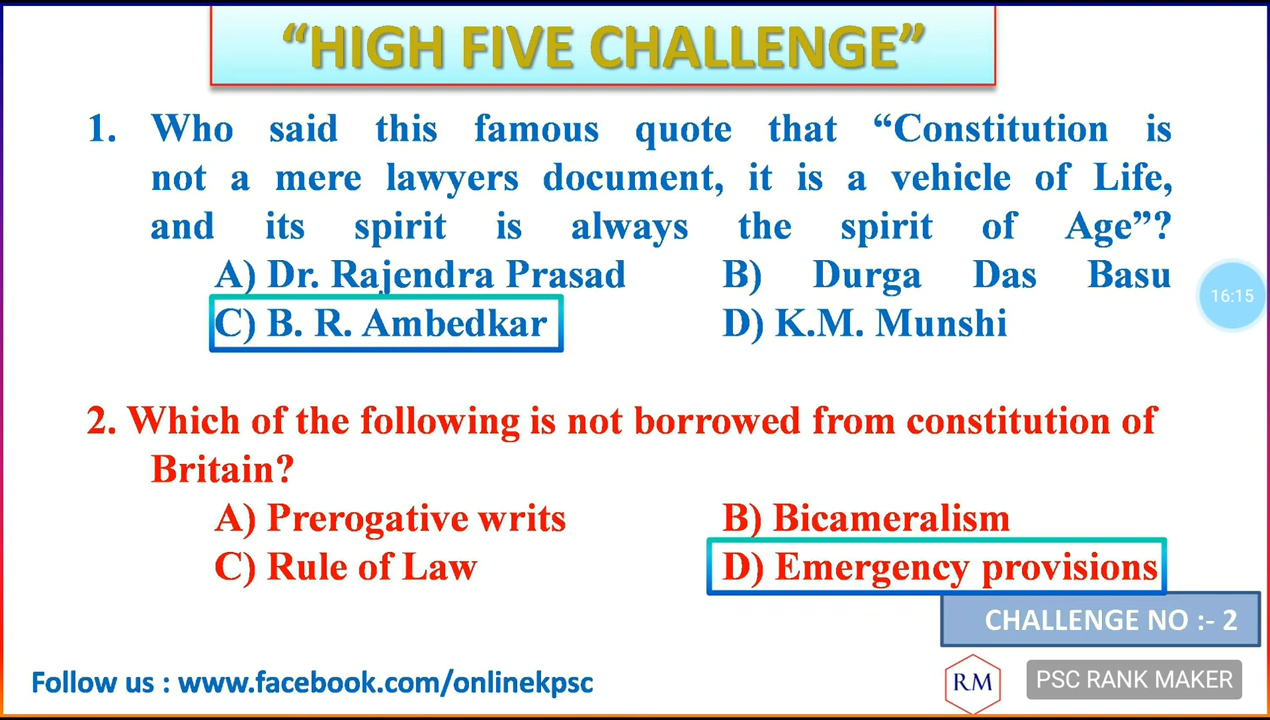 “HIGH FIVE CHALLENGE”
1. Who said this famous quote that “Constitution is
not a mere lawyers document, it is a vehicle of Life,
and its spirit is always the spirit of Age”?
A) Dr. Rajendra Prasad B) Durga Das Basu
C) B. R. Ambedkar D) K.M. Munshi
16:15
2. Which of the following is not borrowed from constitution of
Britain?
A) Prerogative writs B) Bicameralism
C) Rule of Law D) Emergency provisions
CHALLENGE NO :- 2
Follow us : www.facebook.com/onlinekpsc
RM PSC RANK MAKER